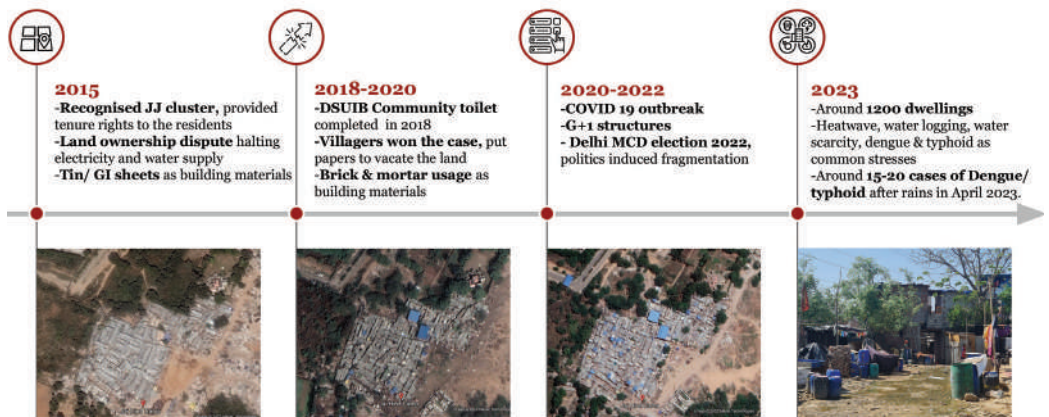 2015
-Recognised JJ cluster, provided
tenure rights to the residents
-Land ownership dispute halting
electricity and water supply
-Tin/ GI sheets as building materials
2018-2020
-DSUIB Community toilet
completed in 2018
-Villagers won the case, put
papers to vacate the land
-Brick & mortar usage as
building materials
2020-2022
-COVID 19 outbreak
-G+1 structures
- Delhi MCD election 2022,
politics induced fragmentation
2023
-Around 1200 dwellings
-Heatwave, water logging, water
scarcity, dengue & typhoid as
common stresses
-Around 15-20 cases of Dengue/
typhoid after rains in April 2023.